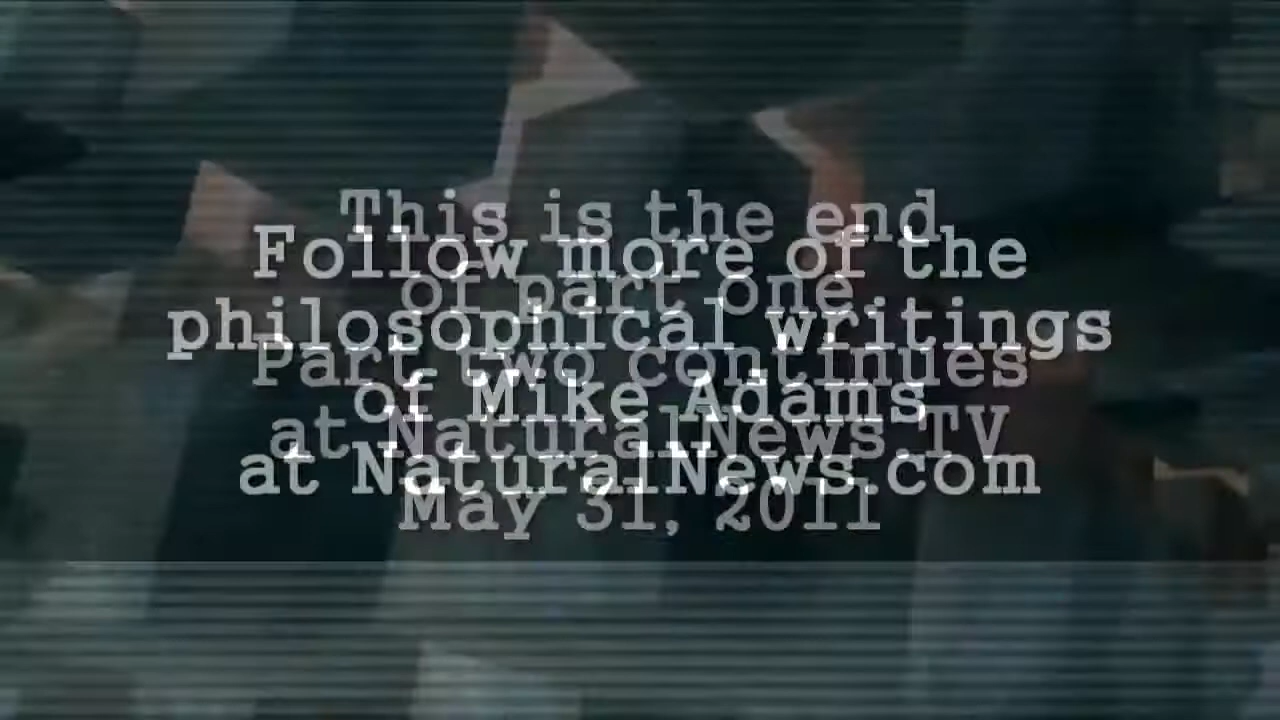 This is the end
of part one.
Part two continues
at NaturalNews.TV
May 31, 2011
Follow more of the
philosophical writings
of Mike Adams
at NaturalNews.com